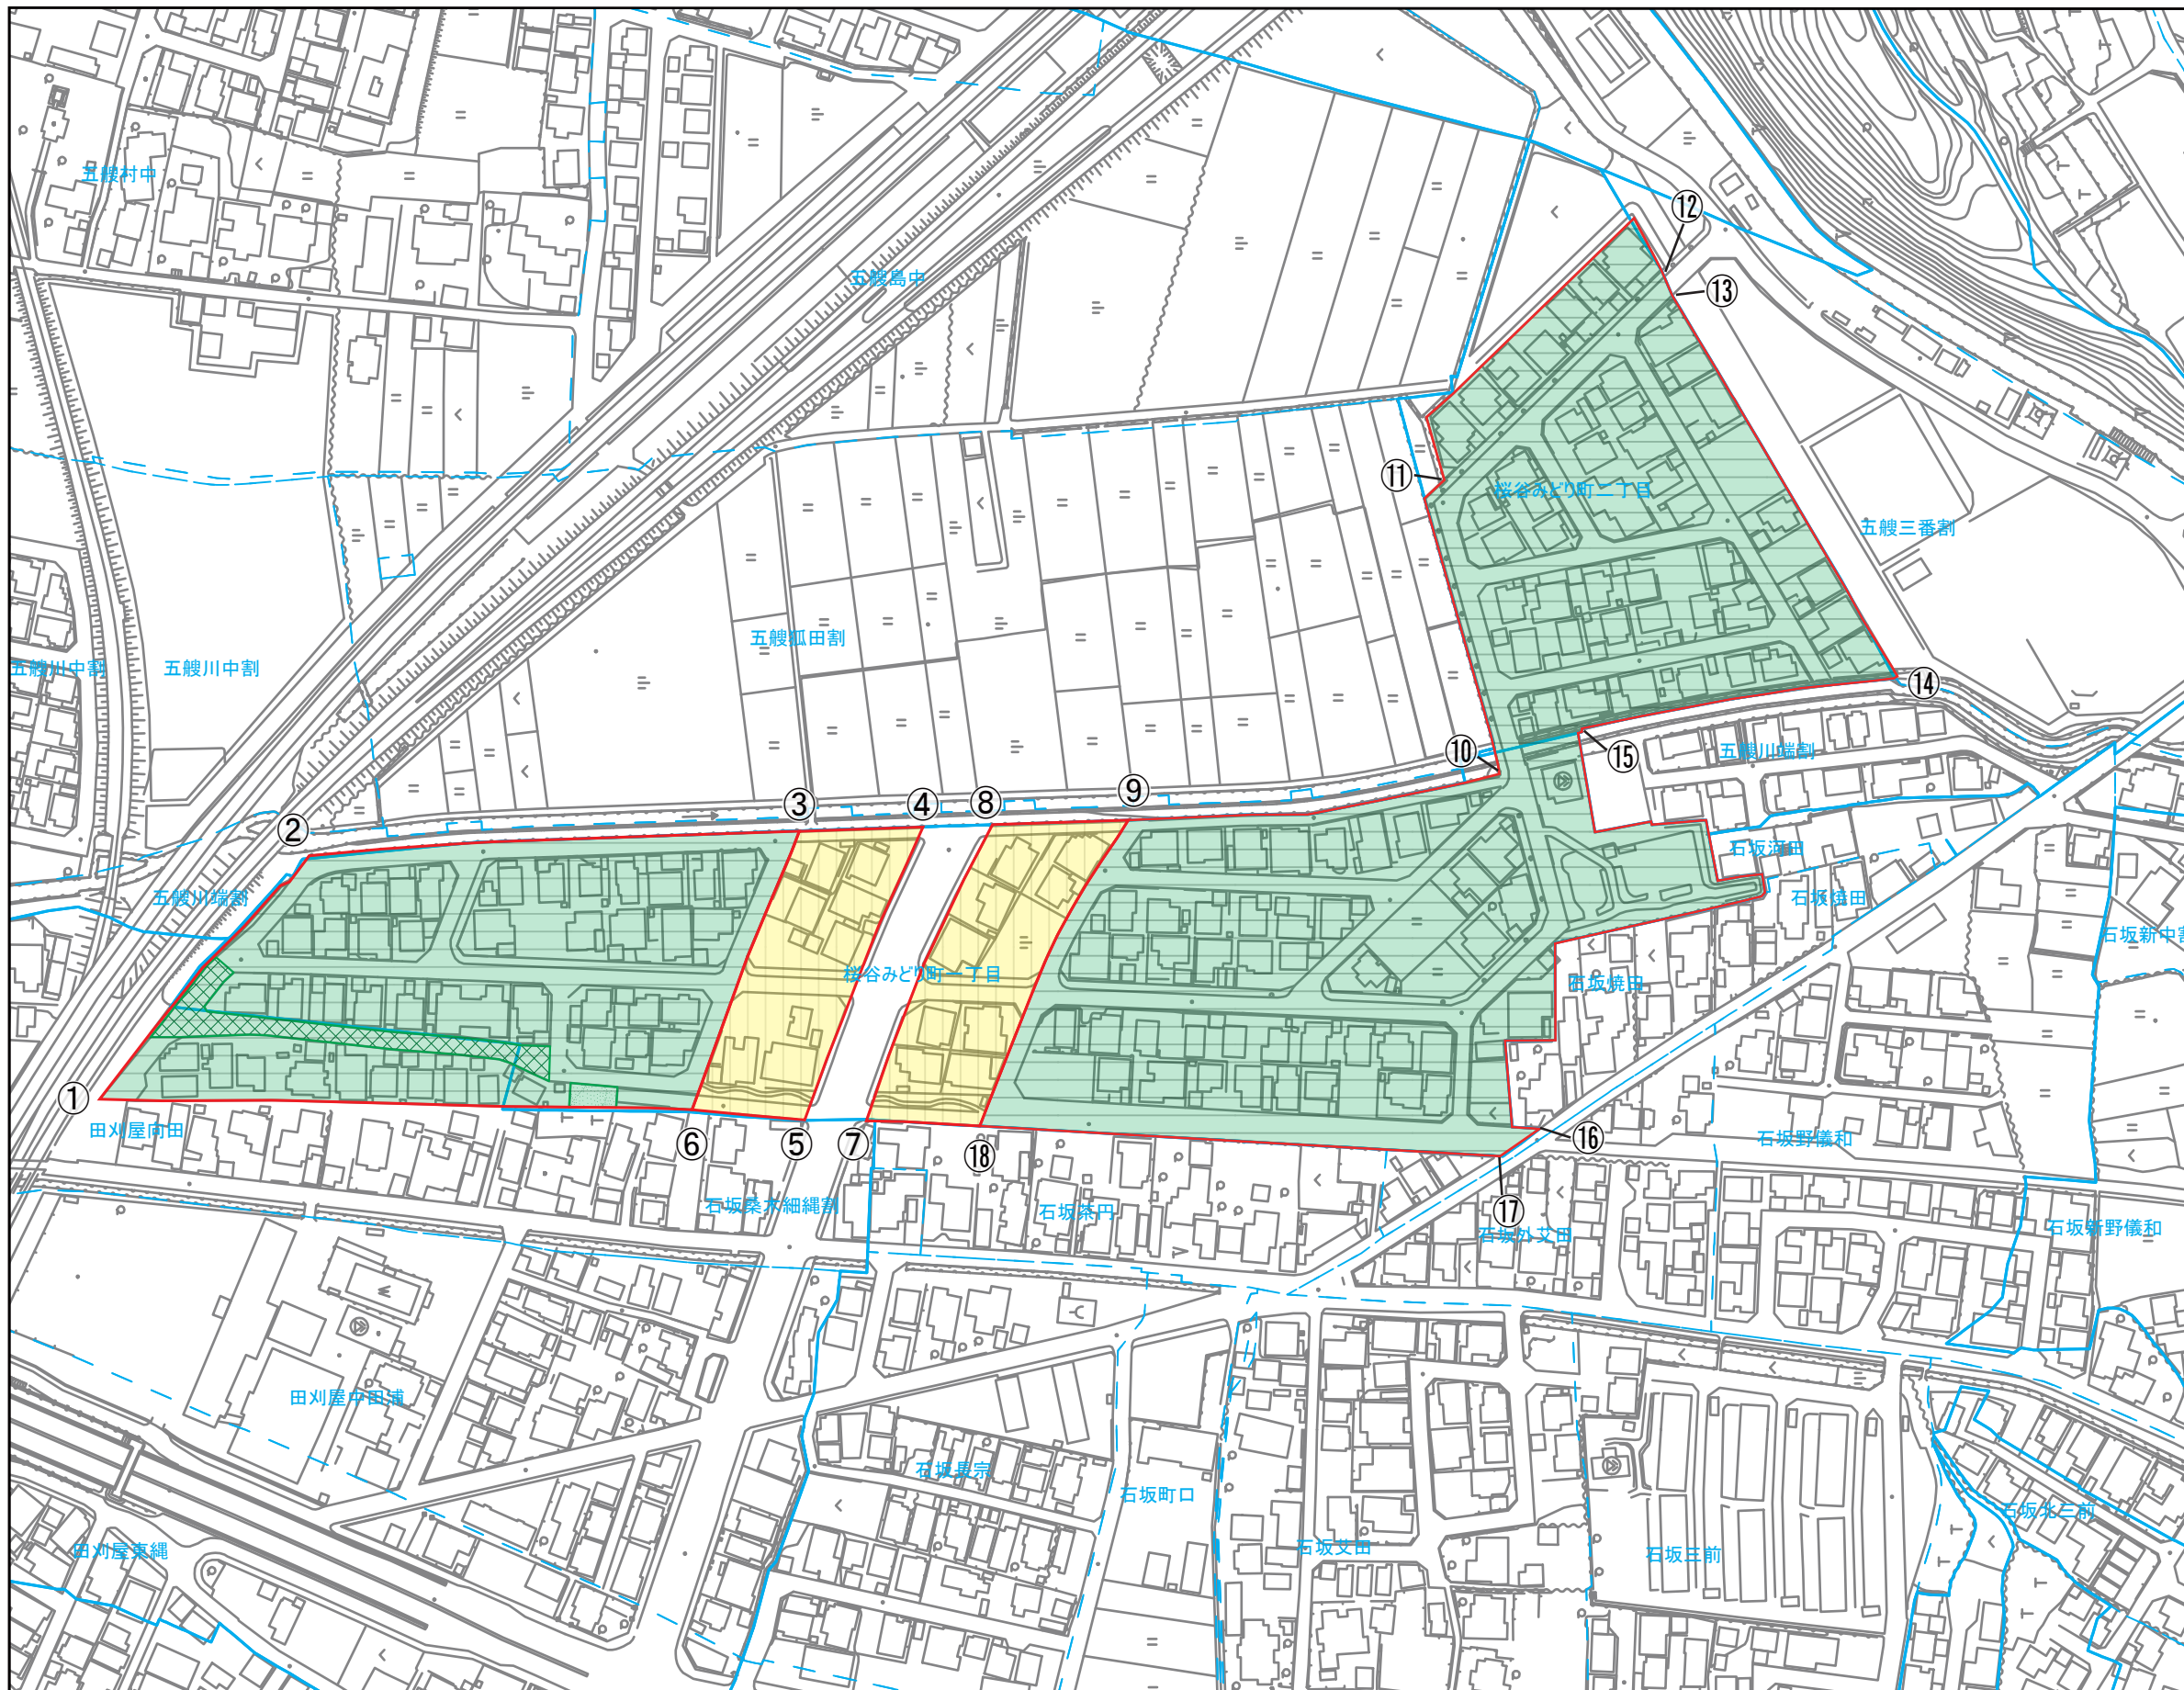 五艘村中
⑫
五艘島中
⑬
⑪
桜谷みどり町二丁目
五艘三番割
五艘狐田割
五艘川中割
五艘川中割
⑭
⑩
⑮
五艘川端割
②
③
④
⑧
⑨
石坂河田
五艘川端割
石坂焼田
石坂新中割
桜谷みどり町一丁目
石坂焼田
①
田刈屋向田
⑥
⑤
⑦
⑱
⑯
石坂野儀和
石坂桑木細縄割
石坂茶円
⑰
石坂外艾田
石坂新野儀和
田刈屋中田浦
石坂長宗
石坂町口
石坂北三前
田刈屋東縄
石坂艾田
石坂三前